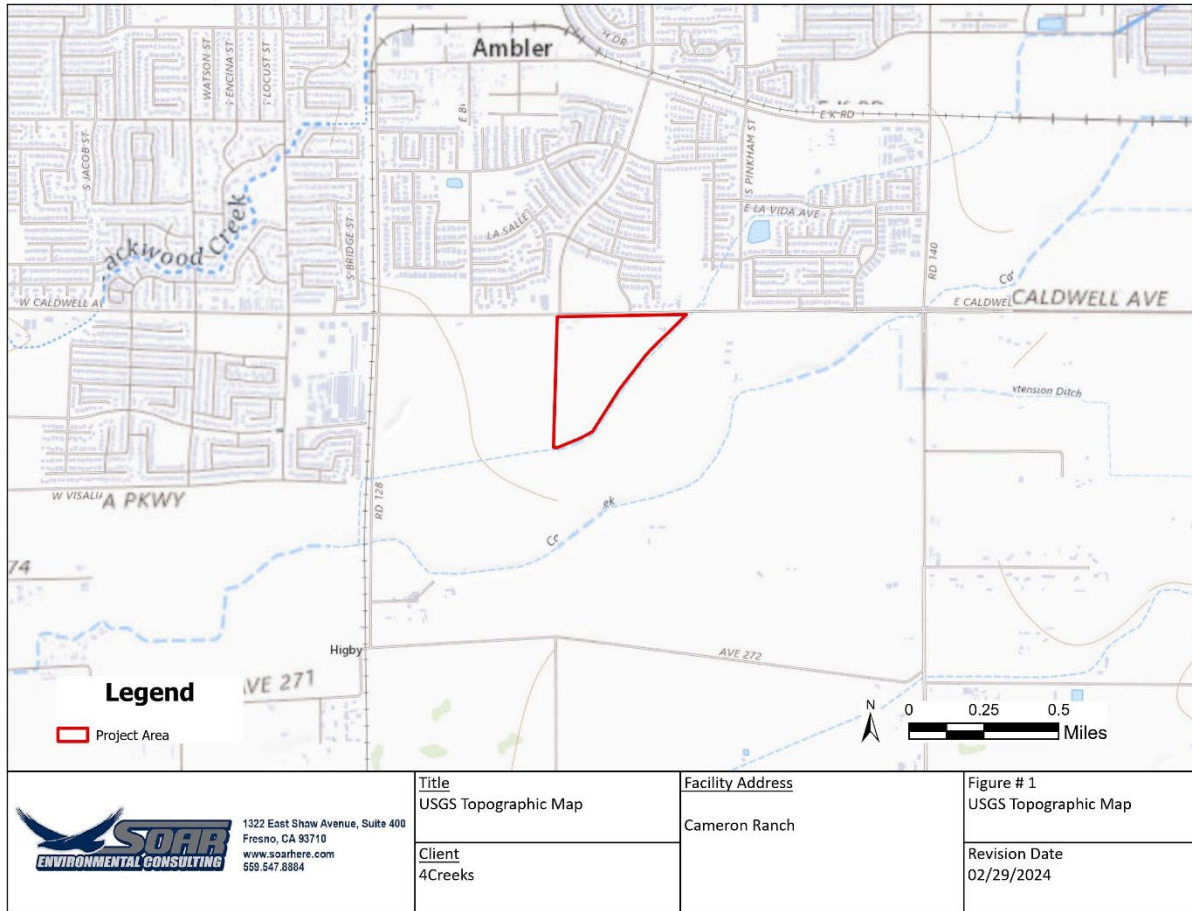 Ambler
WATSON ST
ENCINA ST
LOCUST ST
S JACOB ST
ackwood Creek
S BRIDGE ST
LA SALLE
H DR
S PINKHAM ST
E K RD
E LA VIDA AVE
RD 140
W CALDWELL AV
E CALDWEL
CALDWELL AVE
xtension Ditch
W VISALIA
A PKWY
RD 128
ek
74
Higby
AVE 272
VE 271
Legend
Project Area
N
0 0.25 0.5
Miles
SOAR
ENVIRONMENTAL CONSULTING
1322 East Shaw Avenue, Suite 400
Fresno, CA 93710
www.soarhere.com
559.547.8884
Title
USGS Topographic Map
Client
4Creeks
Facility Address
Cameron Ranch
Figure # 1
USGS Topographic Map
Revision Date
02/29/2024